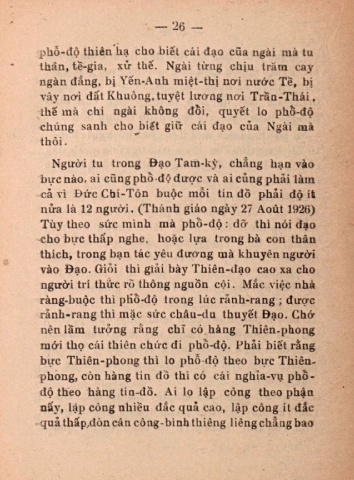 — 26 —
phổ-độ thiên hạ cho biết cái đạo của ngài mà tu
thân, tề-gia, xử thế. Ngài từng chịu trăm cay
ngàn đắng, bị Yến-Anh miệt-thị nơi nước Tề, bị
vây nơi đất Khuông, tuyệt lương nơi Trần-Thái,
thế mà chí ngài không đổi, quyết lo phổ-độ
chúng sanh cho biết giữ cái đạo của Ngài mà
thôi.
Người tu trong Đạo Tam-kỳ, chẳng hạn vào
bực nào, ai cũng phổ-độ được và ai củng phải làm
cả vì Đức Chí-Tôn buộc mổi tin đồ phải độ ít
nửa là 12 người. (Thánh giáo ngày 27 Août 1926)
Tùy theo sức mình mà phổ-độ: dỡ thì nói đạo
cho bực thấp nghe, hoặc lựa trong bà con thân
thích, trong bạn tác yêu đương mà khuyên người
vào Đạo. Giỏi thì giải bày Thiên-đạo cao xa cho
người trí thức rỏ thông nguồn cội. Mắc việc nhà
ràng-buộc thì phổ-độ trong lúc rảnh-rang; được
rảnh-rang thì mặc sức châu-du thuyết Đạo. Chớ
nên lầm tưởng rằng chỉ có hàng Thiên-phong
mới thọ cái thiên chức đi phổ-độ. Phải biết rằng
bực Thiên-phong thì lo phổ-độ theo bực Thiên-
phong, còn hàng tin đồ thì có cái nghĩa-vụ phổ-
độ theo hàng tín-đồ. Ai lo lập công theo phận
nấy, lập công nhiều đắc quả cao, lập công ít đắc
quả thấp, đòn cân công-bình thiêng liêng chẳng bao